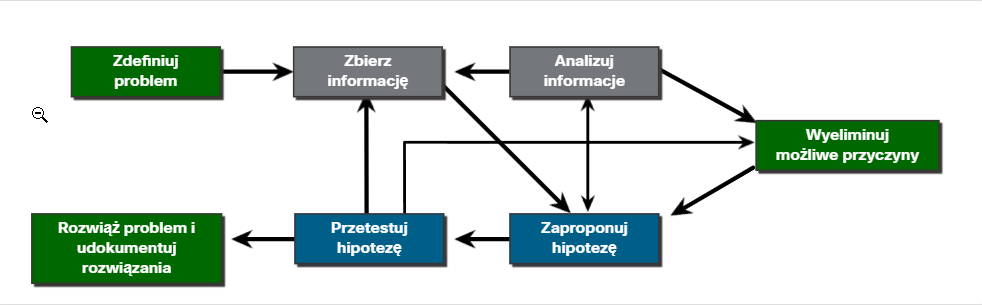 Zdefiniuj
problem
Zbierz
informację
Analizuj
informacje
Wyeliminuj
możliwe przyczyny
Rozwiąż problem i
udokumentuj
rozwiązania
Przetestuj
hipotezę
Zaproponuj
hipotezę